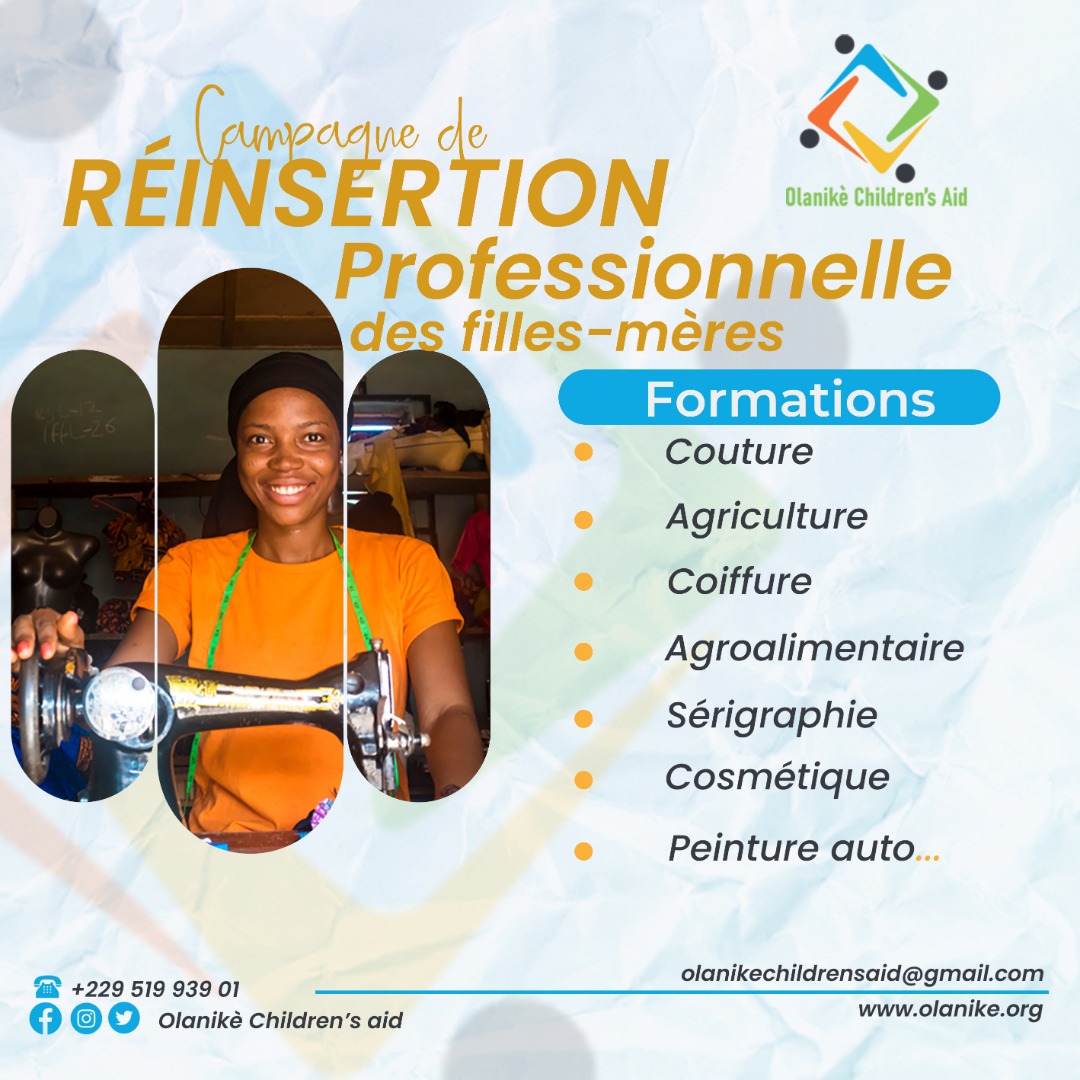 Olanikè Children's Aid
Campagne de
RÉINSERTION
Professionnelle
des filles-mères
Formations
Couture
Agriculture
Coiffure
Agroalimentaire
Sérigraphie
Cosmétique
Peinture auto...
+229 519 939 01
Olanikè Children's aid
olanikechildrensaid@gmail.com
www.olanike.org